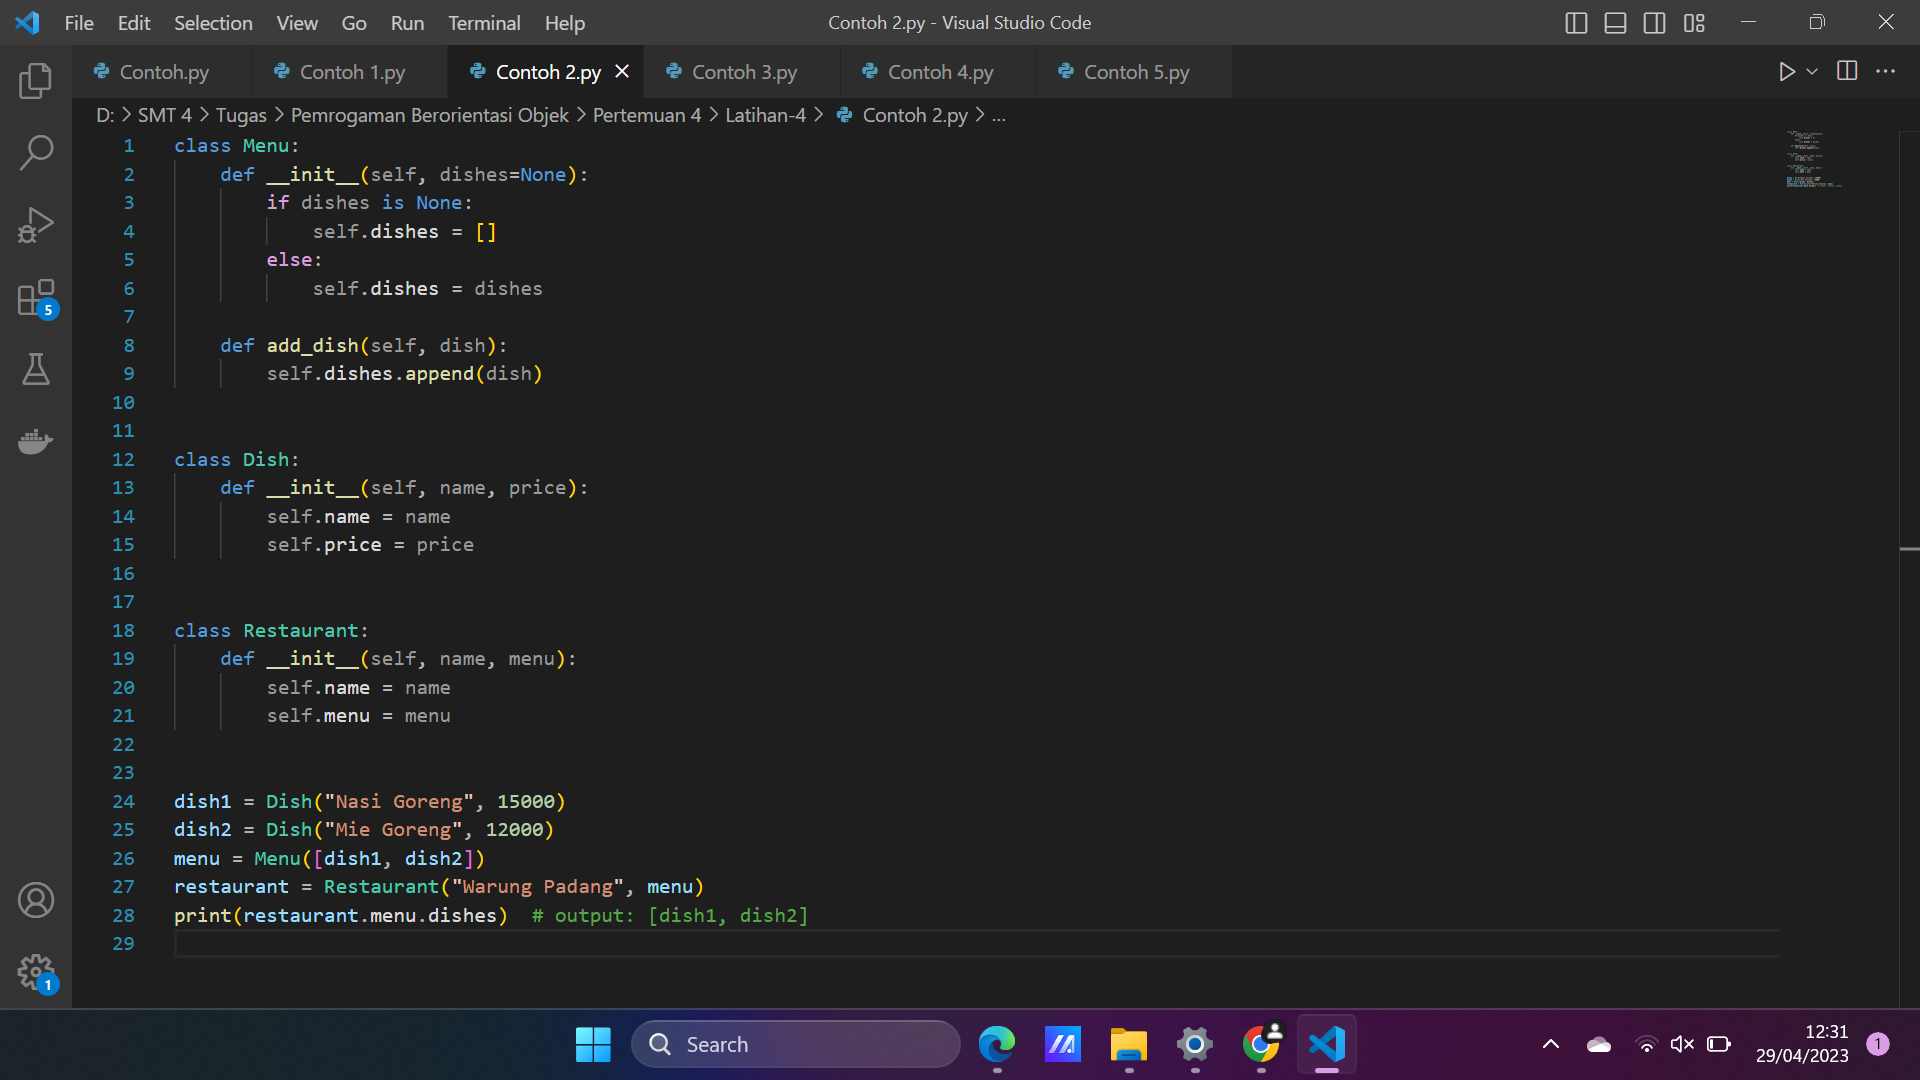 File Edit Selection View Go Run Terminal Help
Contoh 2.py - Visual Studio Code
Contoh.py
Contoh 1.py
Contoh 2.py
Contoh 3.py
Contoh 4.py
Contoh 5.py
D: > SMT 4 > Tugas > Pemrogaman Berorientasi Objek > Pertemuan 4 > Latihan-4 > Contoh 2.py > ...
1 class Menu:
2     def __init__(self, dishes=None):
3         if dishes is None:
4             self.dishes = []
5         else:
6             self.dishes = dishes
7
8     def add_dish(self, dish):
9         self.dishes.append(dish)
10
11
12 class Dish:
13     def __init__(self, name, price):
14         self.name = name
15         self.price = price
16
17
18 class Restaurant:
19     def __init__(self, name, menu):
20         self.name = name
21         self.menu = menu
22
23
24 dish1 = Dish("Nasi Goreng", 15000)
25 dish2 = Dish("Mie Goreng", 12000)
26 menu = Menu([dish1, dish2])
27 restaurant = Restaurant("Warung Padang", menu)
28 print(restaurant.menu.dishes)  # output: [dish1, dish2]
29
5
1
Search
12:31
29/04/2023
1